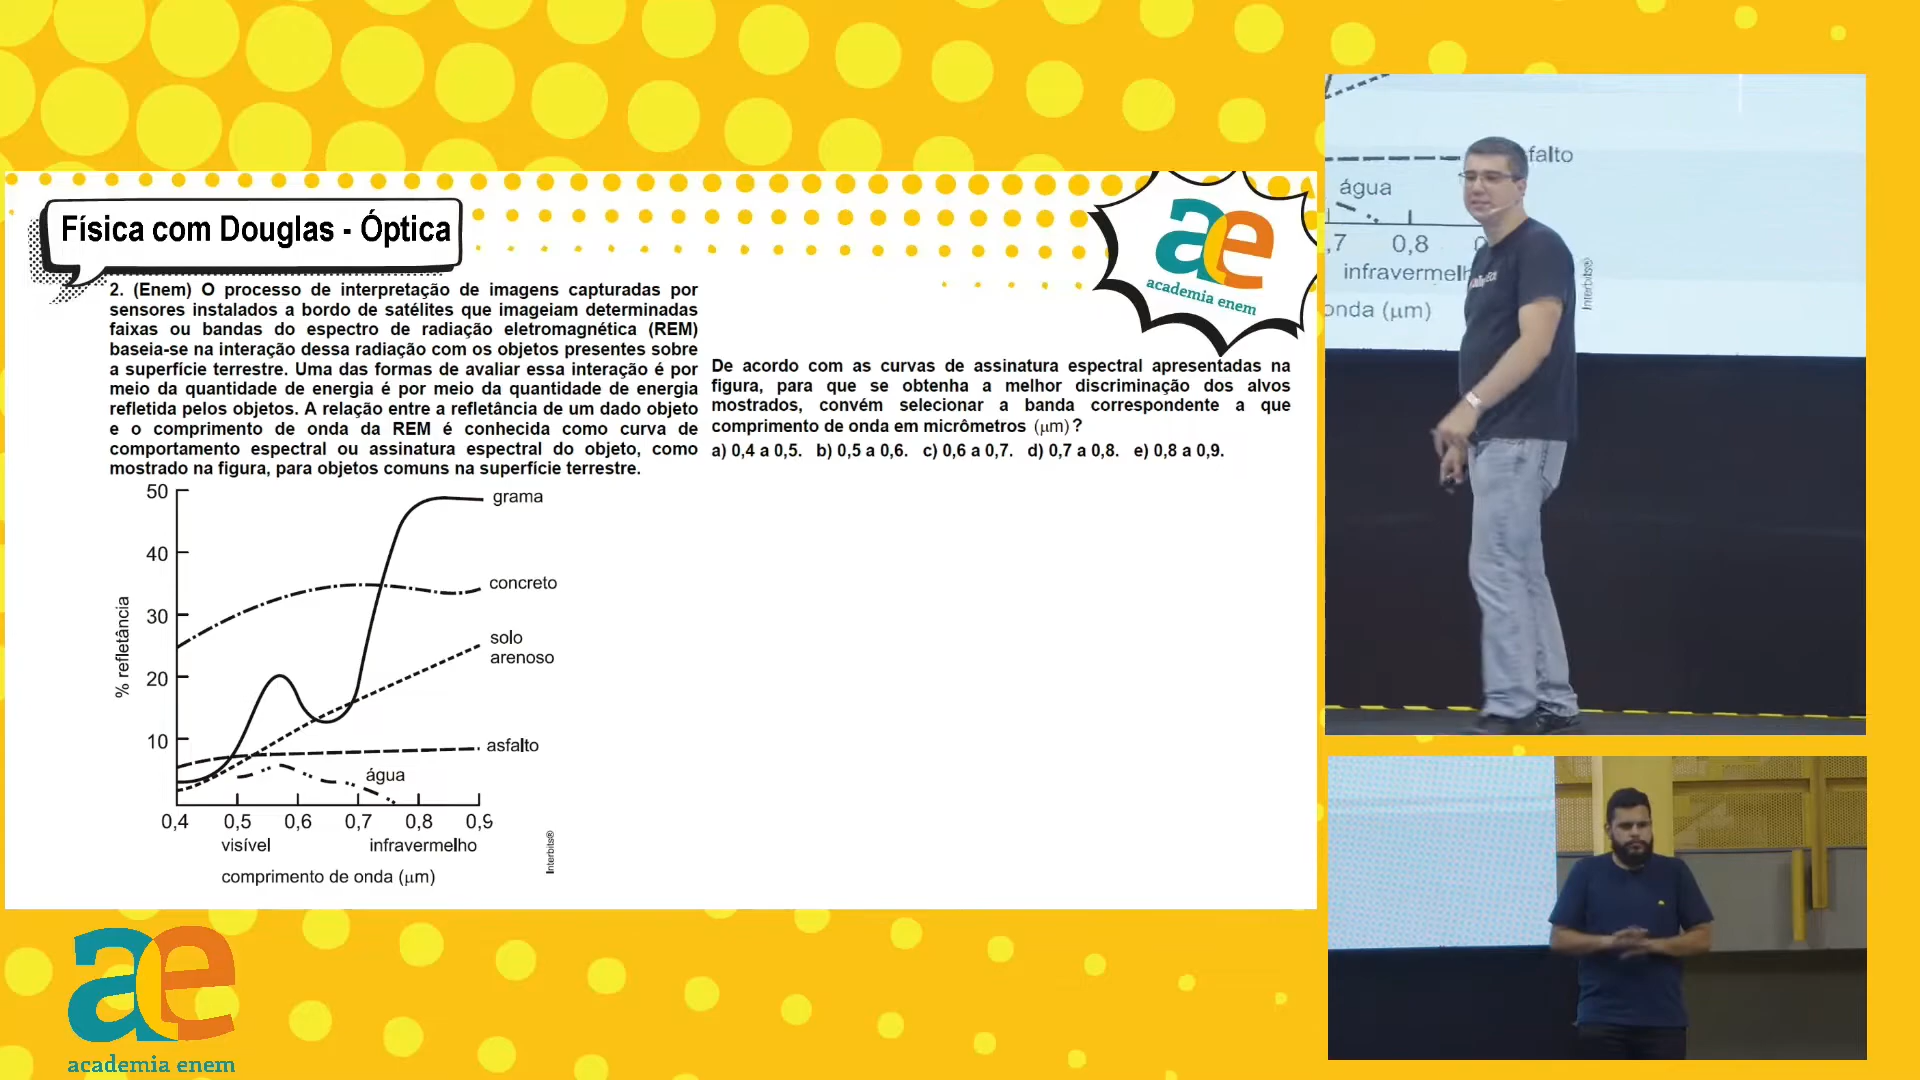 Física com Douglas - Óptica
ae
academia enem
2. (Enem) O processo de interpretação de imagens capturadas por
sensores instalados a bordo de satélites que imageiam determinadas
faixas ou bandas do espectro de radiação eletromagnética (REM)
baseia-se na interação dessa radiação com os objetos presentes sobre
a superfície terrestre. Uma das formas de avaliar essa interação é por
meio da quantidade de energia é por meio da quantidade de energia
refletida pelos objetos. A relação entre a refletância de um dado objeto
e o comprimento de onda da REM é conhecida como curva de
comportamento espectral ou assinatura espectral do objeto, como
mostrado na figura, para objetos comuns na superfície terrestre.
De acordo com as curvas de assinatura espectral apresentadas na
figura, para que se obtenha a melhor discriminação dos alvos
mostrados, convém selecionar a banda correspondente a que
comprimento de onda em micrômetros (μm)?
a) 0,4 a 0,5. b) 0,5 a 0,6. c) 0,6 a 0,7. d) 0,7 a 0,8. e) 0,8 a 0,9.
50
40
30
20
10
% refletância
grama
concreto
solo
arenoso
asfalto
água
0,4 0,5 0,6 0,7 0,8 0,9
visível infravermelho
comprimento de onda (μm)
Interbits®
falto
água
,7 0,8
infravermelh
onda (μm)
Interbits®
ae
academia enem